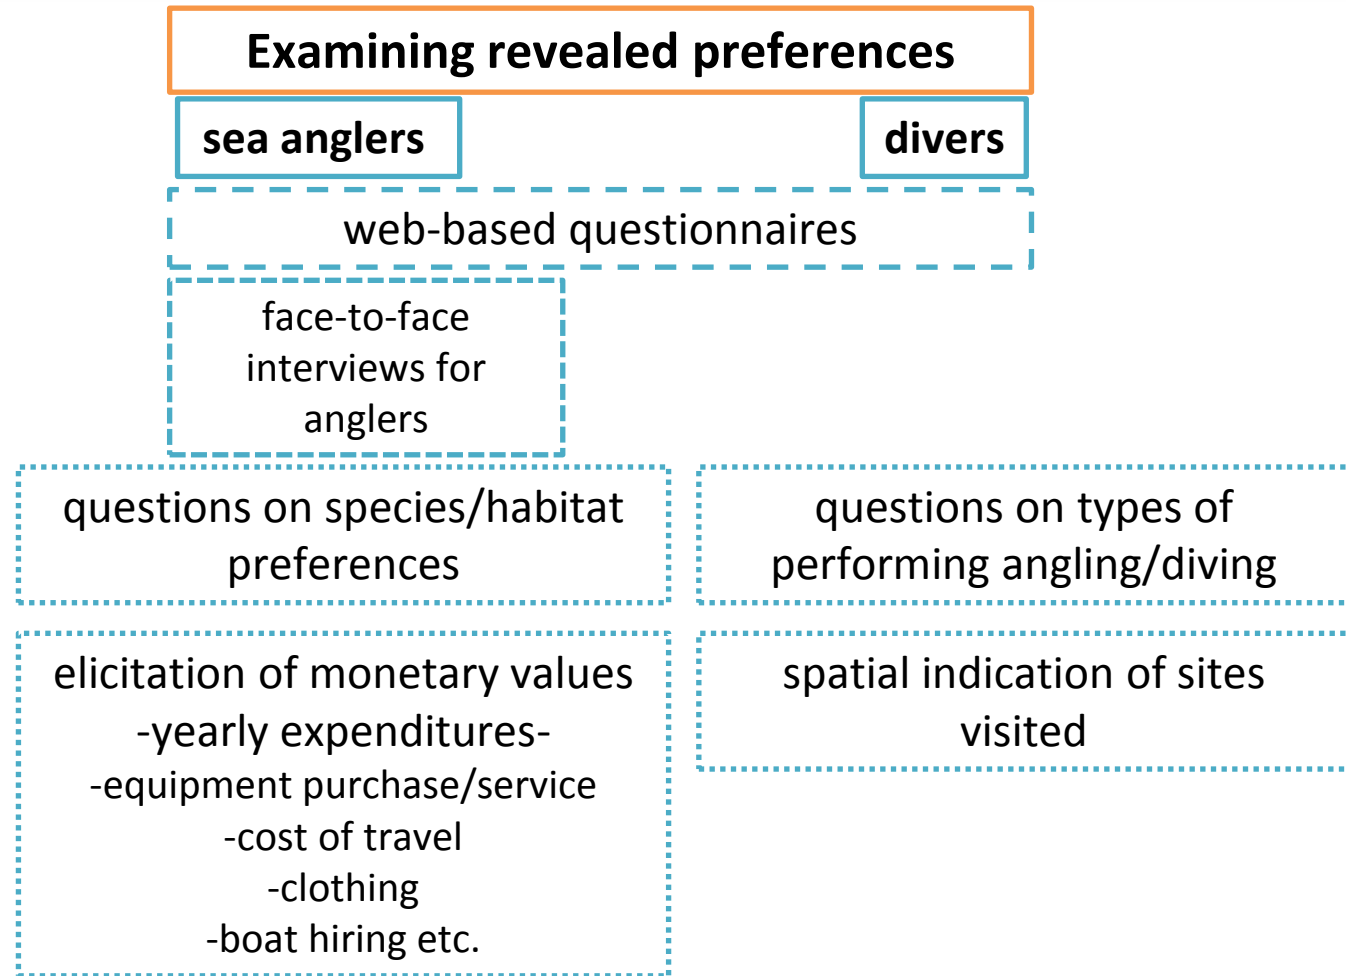 Examining revealed preferences
sea anglers
divers
web-based questionnaires
face-to-face
interviews for
anglers
questions on species/habitat
preferences
questions on types of
performing angling/diving
elicitation of monetary values
-yearly expenditures-
-equipment purchase/service
-cost of travel
-clothing
-boat hiring etc.
spatial indication of sites
visited